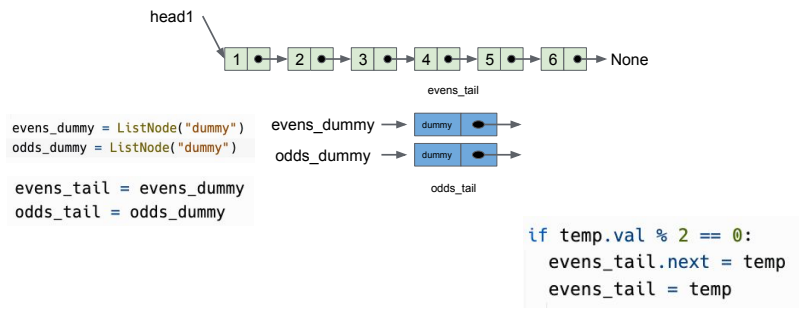 head1
1 2 3 4 5 6 None
evens_tail
evens_dummy = ListNode("dummy")
odds_dummy = ListNode("dummy")
evens_dummy dummy
odds_dummy dummy
evens_tail = evens_dummy
odds_tail = odds_dummy
odds_tail
if temp.val % 2 == 0:
evens_tail.next = temp
evens_tail = temp